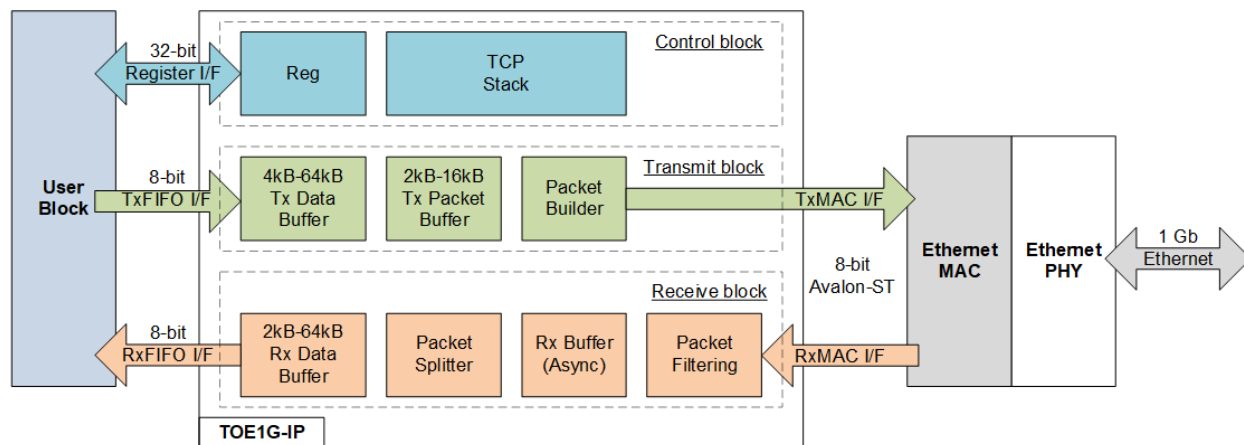 User
Block
32-bit
Register I/F
8-bit
TxFIFO I/F
8-bit
RxFIFO I/F
Control block
Reg
TCP
Stack
Transmit block
4kB-64kB
Tx Data
Buffer
2kB-16kB
Tx Packet
Buffer
Packet
Builder
TxMAC I/F
Receive block
2kB-64kB
Rx Data
Buffer
Packet
Splitter
Rx Buffer
(Async)
Packet
Filtering
RxMAC I/F
8-bit
Avalon-ST
TOE1G-IP
Ethernet
MAC
Ethernet
PHY
1 Gb
Ethernet